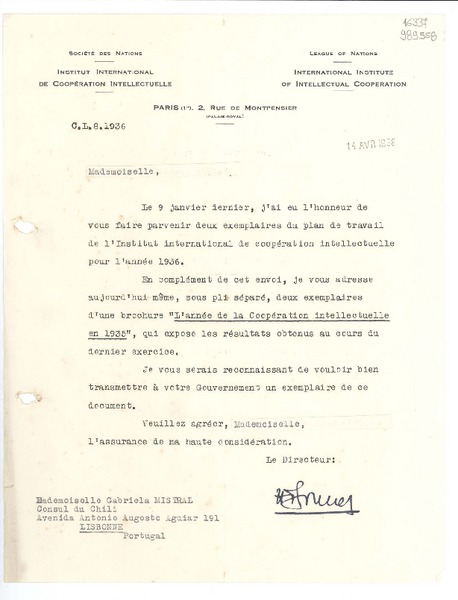 16337
989558
SOCIÉTÉ DES NATIONS
INSTITUT INTERNATIONAL
DE COOPÉRATION INTELLECTUELLE
LEAGUE OF NATIONS
INTERNATIONAL INSTITUTE
OF INTELLECTUAL COOPERATION
PARIS (1er), 2, RUE DE MONTPENSIER
(PALAIS-ROYAL)
C.L.8.1936
14 AVR 1936
Mademoiselle,
Le 9 janvier dernier, j'ai eu l'honneur de
vous faire parvenir deux exemplaires du plan de travail
de l'Institut international de coopération intellectuelle
pour l'année 1936.
En complément de cet envoi, je vous adresse
aujourd'hui même, sous pli séparé, deux exemplaires
d'une brochure "L'année de la Coopération intellectuelle
en 1935", qui expose les résultats obtenus au cours du
dernier exercice.
Je vous serais reconnaissant de vouloir bien
transmettre à votre Gouvernement un exemplaire de ce
document.
Veuillez agréer, Mademoiselle,
l'assurance de ma haute considération.
Le Directeur:
Mademoiselle Gabriela MISTRAL
Consul du Chili
Avenida Antonio Augosto Aguiar 191
LISBONNE
Portugal